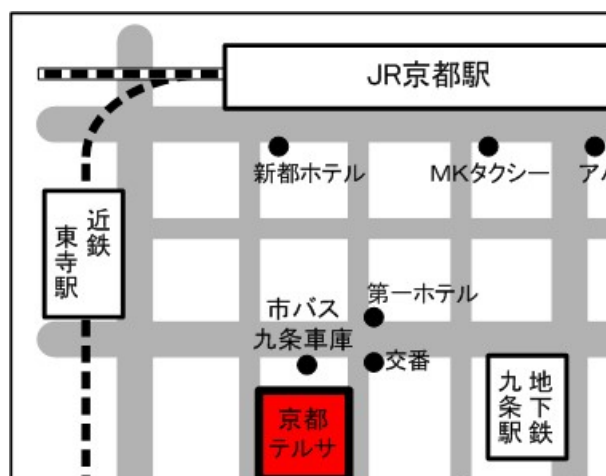 JR京都駅
新都ホテル
MKタクシー
近鉄
東寺駅
第一ホテル
市バス
九条車庫
交番
地下鉄
九条駅
京都
テルサ